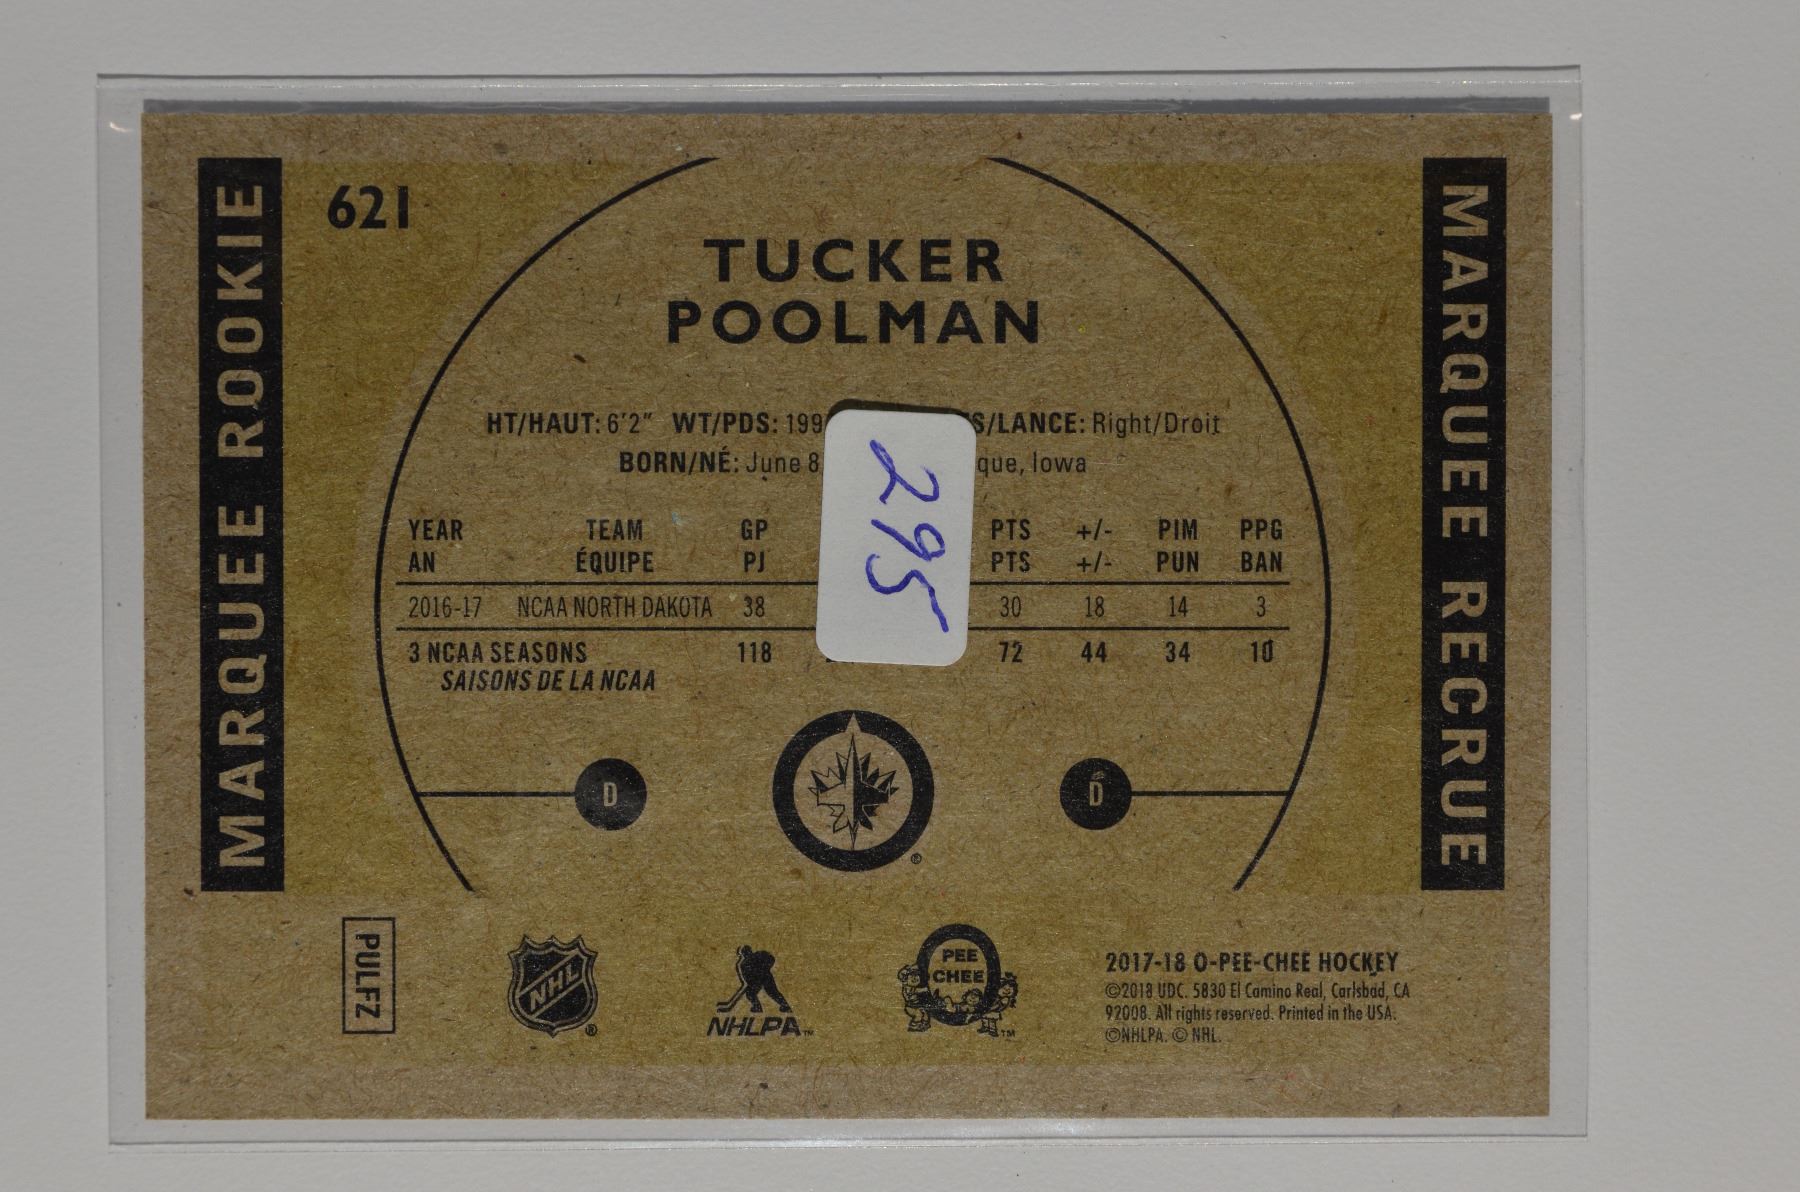 MARQUEE ROOKIE
621
TUCKER
POOLMAN
HT/HAUT: 6'2" WT/PDS: 199 S/LANCE: Right/Droit
BORN/NÉ: June 8 que, Iowa
295
YEAR TEAM GP PTS +/- PIM PPG
AN ÉQUIPE PJ PTS +/- PUN BAN
2016-17 NCAA NORTH DAKOTA 38 30 18 14 3
3 NCAA SEASONS 118 72 44 34 10
SAISONS DE LA NCAA
D
D
MARQUEE RECRUE
PULFZ
NHL ®
NHLPA™
PEE
CHEE
™
2017-18 O-PEE-CHEE HOCKEY
©2018 UDC. 5830 El Camino Real, Carlsbad, CA
92008. All rights reserved. Printed in the USA.
©NHLPA. © NHL.